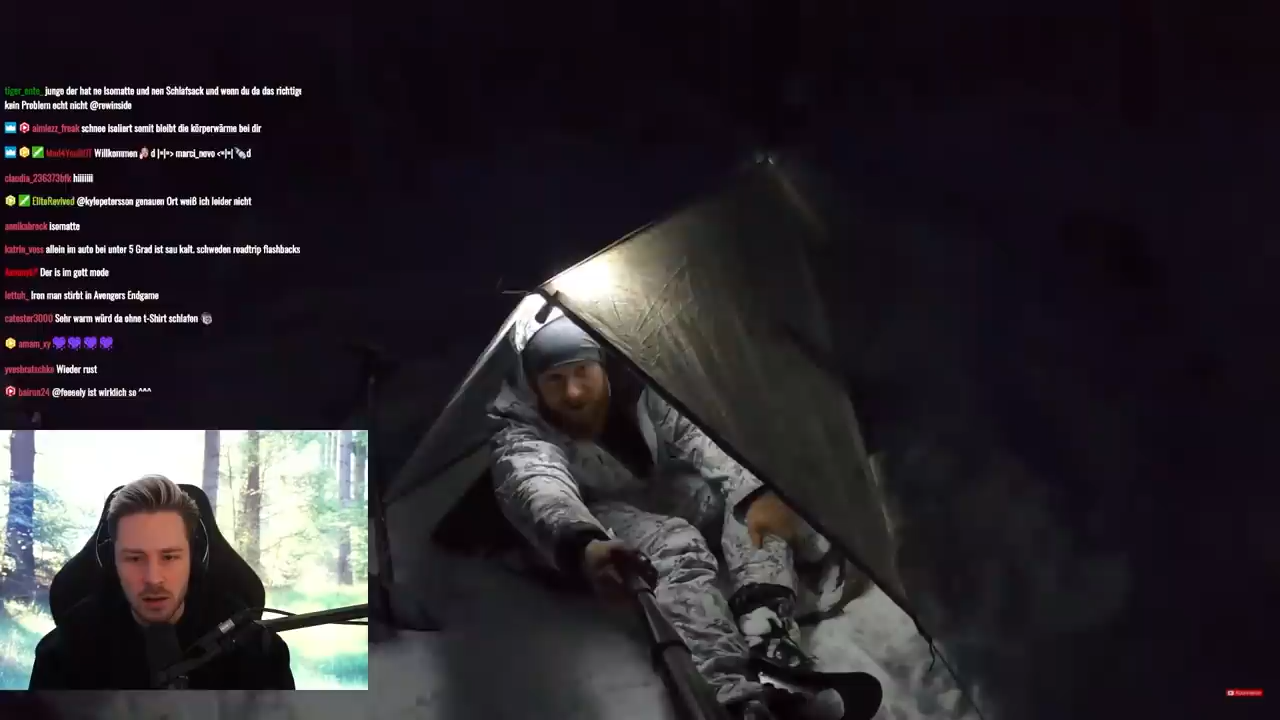 tiger_ente_ junge der hat ne Isomatte und nen Schlafsack und wenn du da das richtige
kein Problem echt nicht @rewinside
aimiezz_freak schnee isoliert somit bleibt die körperwärme bei dir
Willkommen d |*|*> marci_nevo <*|*| d
claudia_236373bfk hiiiiiii
EliteRevived @kylepetersson genauen Ort weiß ich leider nicht
annikabrock Isomatte
katrin_voss allein im auto bei unter 5 Grad ist sau kalt. schweden roadtrip flashbacks
Der is im gott mode
lettuh_ Iron man stirbt in Avengers Endgame
catester3000 Sehr warm würd da ohne t-Shirt schlafen
amam_xy
yvesbratschke Wieder rust
bairun24 @feeeely ist wirklich so ^^^